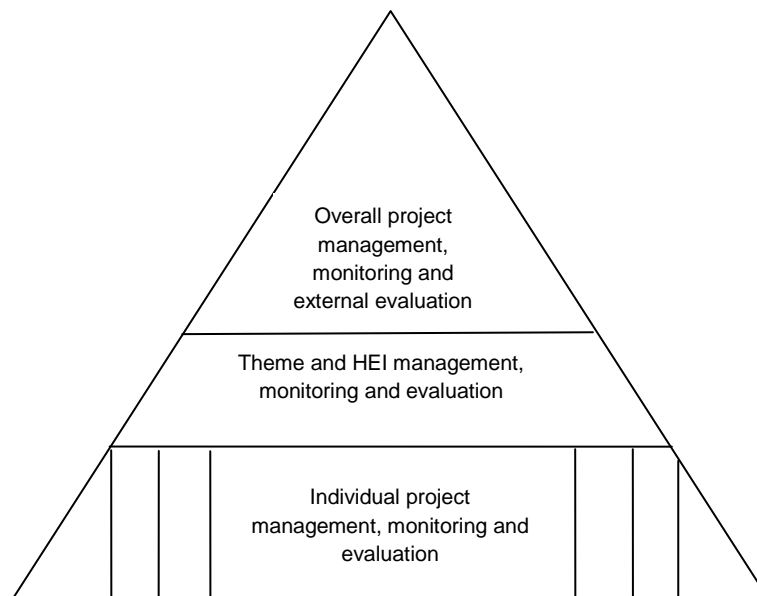 Overall project
management,
monitoring and
external evaluation
Theme and HEI management,
monitoring and evaluation
Individual project
management, monitoring and
evaluation